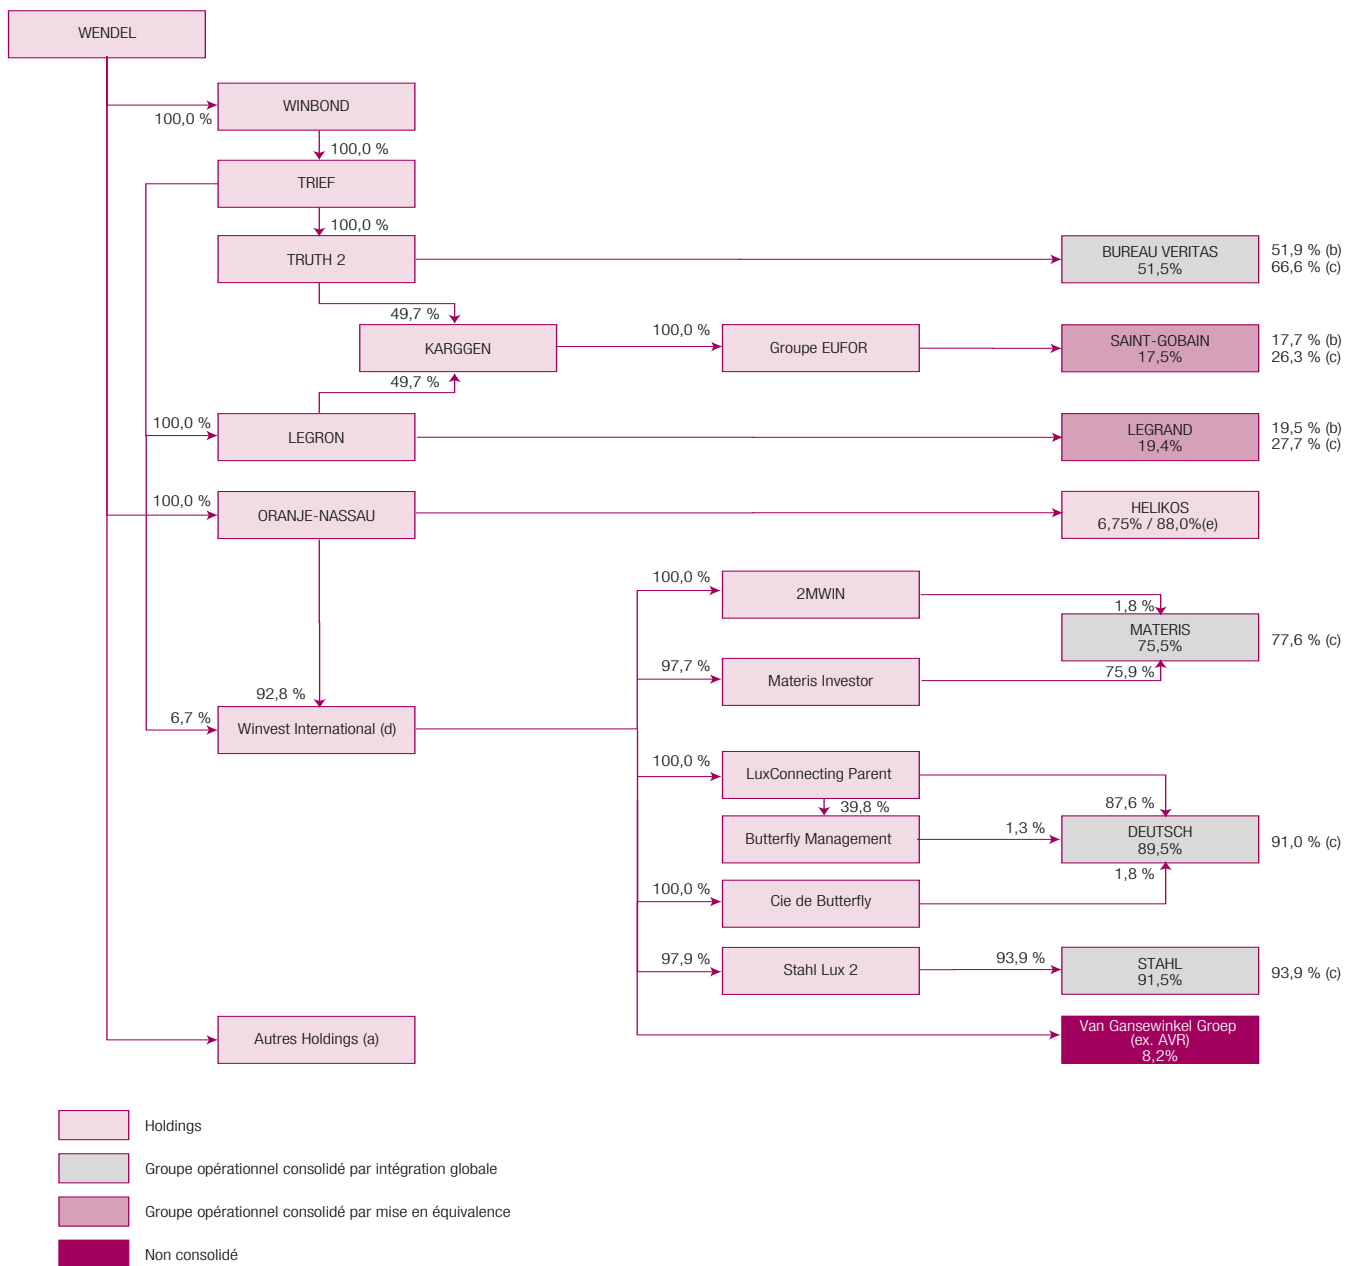 WENDEL
WINBOND
100,0 %
100,0 %
TRIEF
100,0 %
TRUTH 2
BUREAU VERITAS
51,5%
51,9 % (b)
66,6 % (c)
49,7 %
KARGGEN
100,0 %
Groupe EUFOR
SAINT-GOBAIN
17,5%
17,7 % (b)
26,3 % (c)
49,7 %
100,0 %
LEGRON
LEGRAND
19,4%
19,5 % (b)
27,7 % (c)
100,0 %
ORANJE-NASSAU
HELIKOS
6,75% / 88,0%(e)
100,0 %
2MWIN
1,8 %
MATERIS
75,5%
77,6 % (c)
97,7 %
Materis Investor
75,9 %
92,8 %
6,7 %
Winvest International (d)
100,0 %
LuxConnecting Parent
87,6 %
39,8 %
Butterfly Management
1,3 %
DEUTSCH
89,5%
91,0 % (c)
1,8 %
100,0 %
Cie de Butterfly
97,9 %
Stahl Lux 2
93,9 %
STAHL
91,5%
93,9 % (c)
Autres Holdings (a)
Van Gansewinkel Groep
(ex. AVR)
8,2%
Holdings
Groupe opérationnel consolidé par intégration globale
Groupe opérationnel consolidé par mise en équivalence
Non consolidé